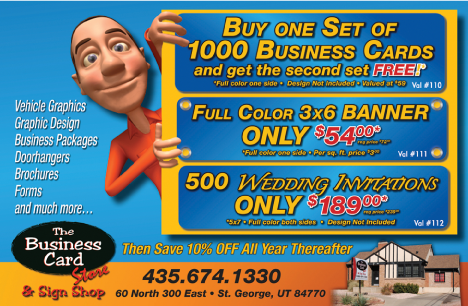 BUY ONE SET OF
1000 BUSINESS CARDS
and get the second set FREE!*
*Full color one side • Design Not Included • Valued at $59
Val #110
FULL COLOR 3x6 BANNER
ONLY $54.00*
*Full color one side • Per sq. ft. price $3
Val #111
500 WEDDING INVITATIONS
ONLY $189.00*
*5x7 • Full color both sides • Design Not Included
Val #112
Vehicle Graphics
Graphic Design
Business Packages
Doorhangers
Brochures
Forms
and much more...
The
Business
Card
Store
& Sign Shop
Then Save 10% OFF All Year Thereafter
435.674.1330
60 North 300 East • St. George, UT 84770